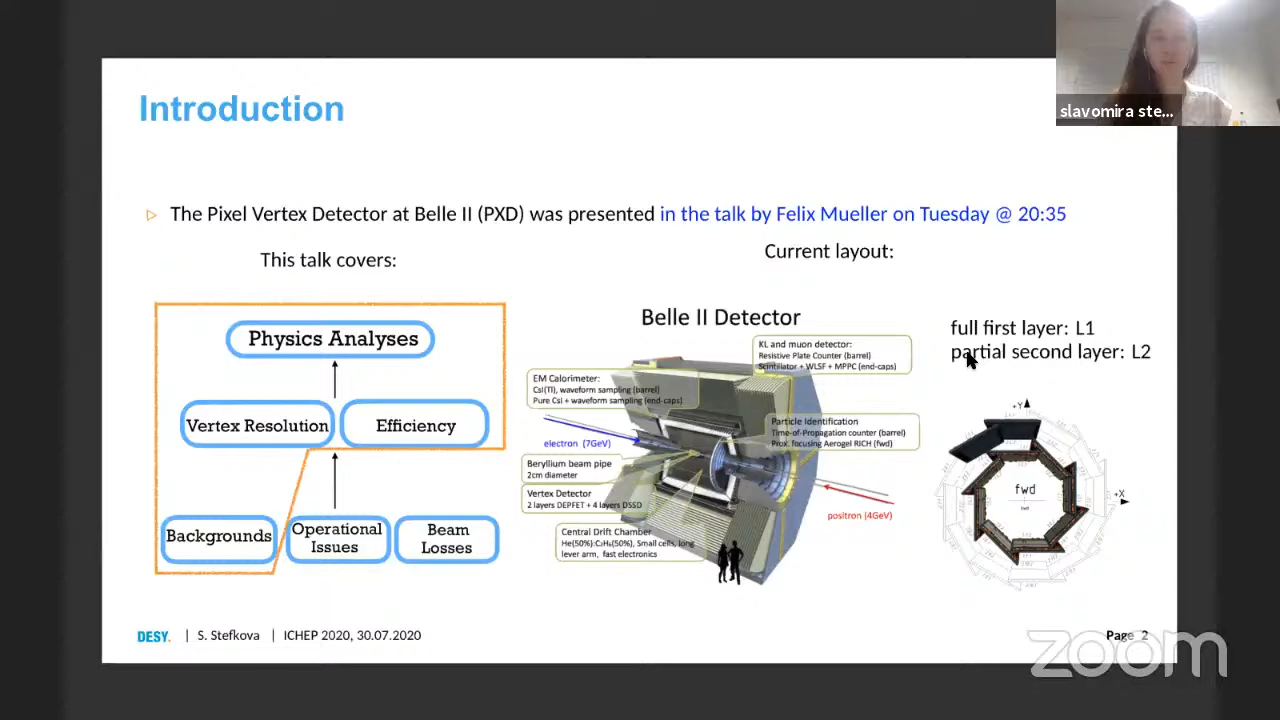 slavomira ste...
Introduction
▷ The Pixel Vertex Detector at Belle II (PXD) was presented in the talk by Felix Mueller on Tuesday @ 20:35
This talk covers:
Physics Analyses
Vertex Resolution
Efficiency
Backgrounds
Operational
Issues
Beam
Losses
Current layout:
Belle II Detector
KL and muon detector:
Resistive Plate Counter (barrel)
Scintillator + WLSF + MPPC (end-caps)
EM Calorimeter:
CsI(Tl), waveform sampling (barrel)
Pure CsI + waveform sampling (end-caps)
Particle Identification
Time-of-Propagation counter (barrel)
Prox. focusing Aerogel RICH (fwd)
electron (7GeV)
Beryllium beam pipe
2cm diameter
Vertex Detector
2 layers DEPFET + 4 layers DSSD
positron (4GeV)
Central Drift Chamber
He(50%):C₂H₆(50%), Small cells, long
lever arm, fast electronics
full first layer: L1
partial second layer: L2
+Y
fwd
+X
DESY. | S. Stefkova | ICHEP 2020, 30.07.2020
Page 2
zoom